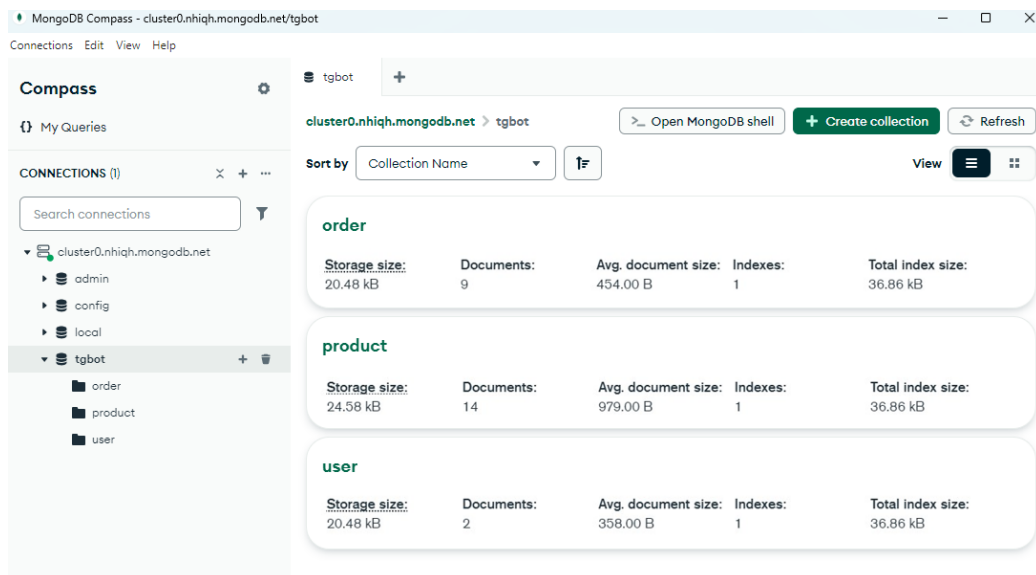 MongoDB Compass - cluster0.nhiqh.mongodb.net/tgbot
Connections Edit View Help
Compass
{} My Queries
CONNECTIONS (1)
Search connections
cluster0.nhiqh.mongodb.net
admin
config
local
tgbot
order
product
user
tgbot
cluster0.nhiqh.mongodb.net > tgbot
>_ Open MongoDB shell
+ Create collection
Refresh
Sort by Collection Name
View
order
Storage size: Documents: Avg. document size: Indexes: Total index size:
20.48 kB 9 454.00 B 1 36.86 kB
product
Storage size: Documents: Avg. document size: Indexes: Total index size:
24.58 kB 14 979.00 B 1 36.86 kB
user
Storage size: Documents: Avg. document size: Indexes: Total index size:
20.48 kB 2 358.00 B 1 36.86 kB